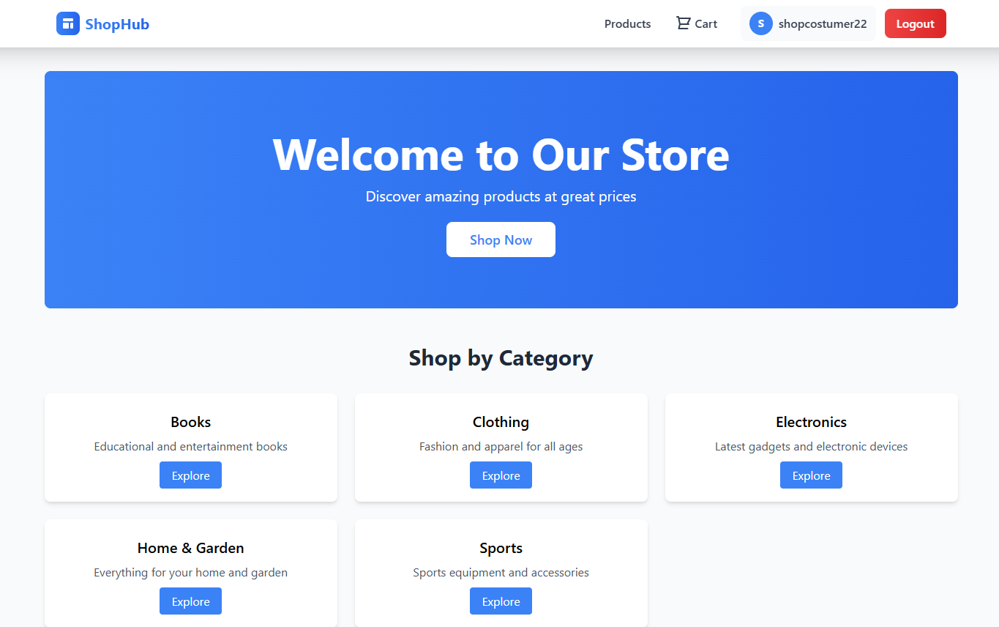 ShopHub
Products
Cart
S
shopcostumer22
Logout
Welcome to Our Store
Discover amazing products at great prices
Shop Now
Shop by Category
Books
Educational and entertainment books
Explore
Clothing
Fashion and apparel for all ages
Explore
Electronics
Latest gadgets and electronic devices
Explore
Home & Garden
Everything for your home and garden
Explore
Sports
Sports equipment and accessories
Explore